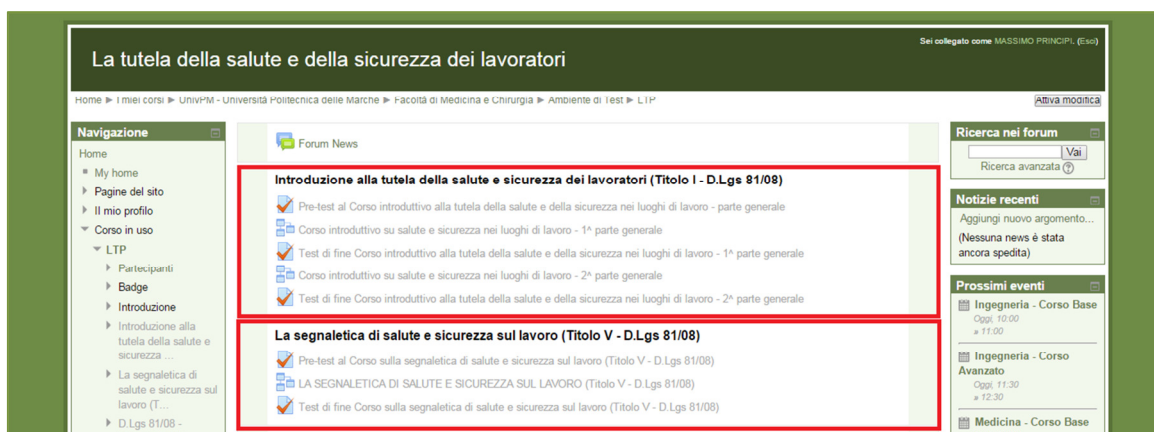 Sei collegato come MASSIMO PRINCIPI. (Esci)
La tutela della salute e della sicurezza dei lavoratori
Home ► I miei corsi ► UnivPM - Università Politecnica delle Marche ► Facoltà di Medicina e Chirurgia ► Ambiente di Test ► LTP
Attiva modifica
Navigazione
Home
My home
Pagine del sito
Il mio profilo
Corso in uso
LTP
Partecipanti
Badge
Introduzione
Introduzione alla
tutela della salute e
sicurezza ...
La segnaletica di
salute e sicurezza sul
lavoro (T...
D.Lgs 81/08 -
Forum News
Introduzione alla tutela della salute e sicurezza dei lavoratori (Titolo I - D.Lgs 81/08)
Pre-test al Corso introduttivo alla tutela della salute e della sicurezza nei luoghi di lavoro - parte generale
Corso introduttivo su salute e sicurezza nei luoghi di lavoro - 1^ parte generale
Test di fine Corso introduttivo alla tutela della salute e della sicurezza nei luoghi di lavoro - 1^ parte generale
Corso introduttivo su salute e sicurezza nei luoghi di lavoro - 2^ parte generale
Test di fine Corso introduttivo alla tutela della salute e della sicurezza nei luoghi di lavoro - 2^ parte generale
La segnaletica di salute e sicurezza sul lavoro (Titolo V - D.Lgs 81/08)
Pre-test al Corso sulla segnaletica di salute e sicurezza sul lavoro (Titolo V - D.Lgs 81/08)
LA SEGNALETICA DI SALUTE E SICUREZZA SUL LAVORO (Titolo V - D.Lgs 81/08)
Test di fine Corso sulla segnaletica di salute e sicurezza sul lavoro (Titolo V - D.Lgs 81/08)
Ricerca nei forum
Vai
Ricerca avanzata
Notizie recenti
Aggiungi nuovo argomento...
(Nessuna news è stata
ancora spedita)
Prossimi eventi
Ingegneria - Corso Base
Oggi, 10:00
» 11:00
Ingegneria - Corso
Avanzato
Oggi, 11:30
» 12:30
Medicina - Corso Base